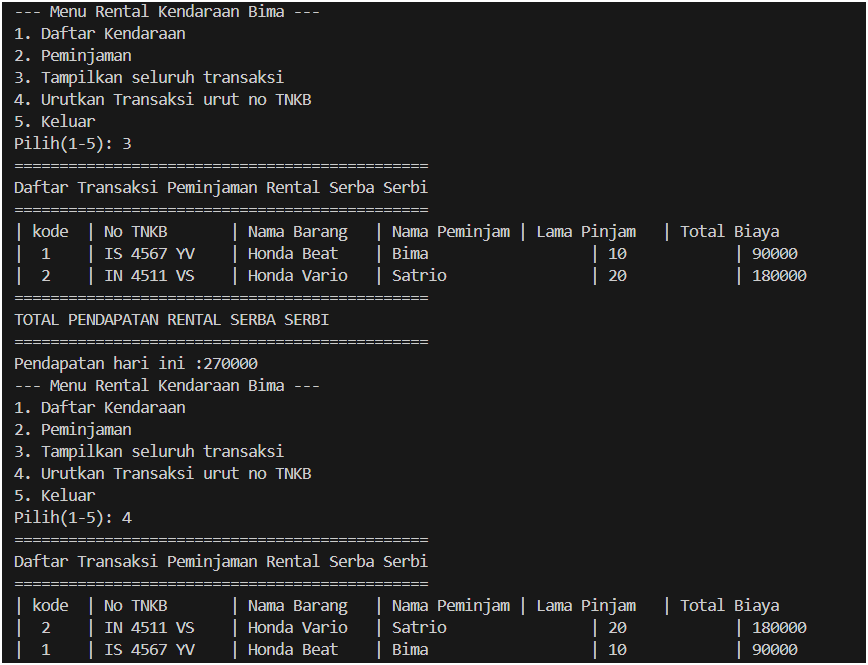 --- Menu Rental Kendaraan Bima ---
1. Daftar Kendaraan
2. Peminjaman
3. Tampilkan seluruh transaksi
4. Urutkan Transaksi urut no TNKB
5. Keluar
Pilih(1-5): 3
==============================================
Daftar Transaksi Peminjaman Rental Serba Serbi
==============================================
| kode  | No TNKB       | Nama Barang   | Nama Peminjam | Lama Pinjam   | Total Biaya
|  1    | IS 4567 YV    | Honda Beat    | Bima                  | 10            | 90000
|  2    | IN 4511 VS    | Honda Vario   | Satrio                | 20            | 180000
==============================================
TOTAL PENDAPATAN RENTAL SERBA SERBI
==============================================
Pendapatan hari ini :270000
--- Menu Rental Kendaraan Bima ---
1. Daftar Kendaraan
2. Peminjaman
3. Tampilkan seluruh transaksi
4. Urutkan Transaksi urut no TNKB
5. Keluar
Pilih(1-5): 4
==============================================
Daftar Transaksi Peminjaman Rental Serba Serbi
==============================================
| kode  | No TNKB       | Nama Barang   | Nama Peminjam | Lama Pinjam   | Total Biaya
|  2    | IN 4511 VS    | Honda Vario   | Satrio                | 20            | 180000
|  1    | IS 4567 YV    | Honda Beat    | Bima                  | 10            | 90000